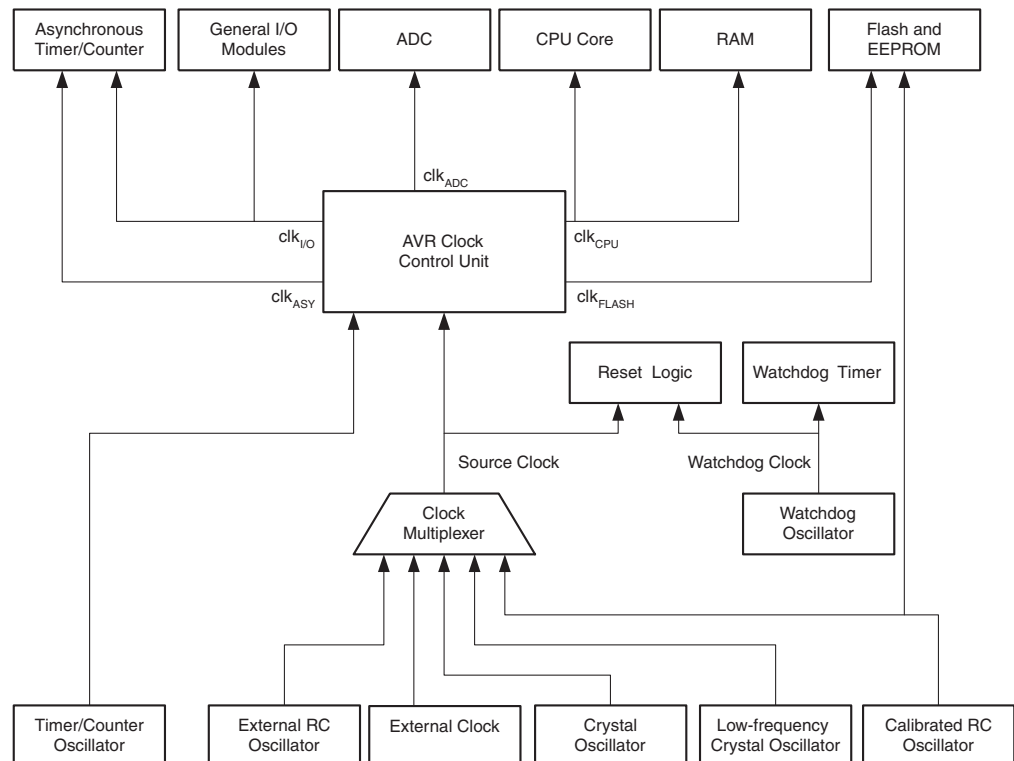 Asynchronous
Timer/Counter
General I/O
Modules
ADC
CPU Core
RAM
Flash and
EEPROM
clkADC
clkI/O
AVR Clock
Control Unit
clkCPU
clkASY
clkFLASH
Reset Logic
Watchdog Timer
Source Clock
Watchdog Clock
Clock
Multiplexer
Watchdog
Oscillator
Timer/Counter
Oscillator
External RC
Oscillator
External Clock
Crystal
Oscillator
Low-frequency
Crystal Oscillator
Calibrated RC
Oscillator